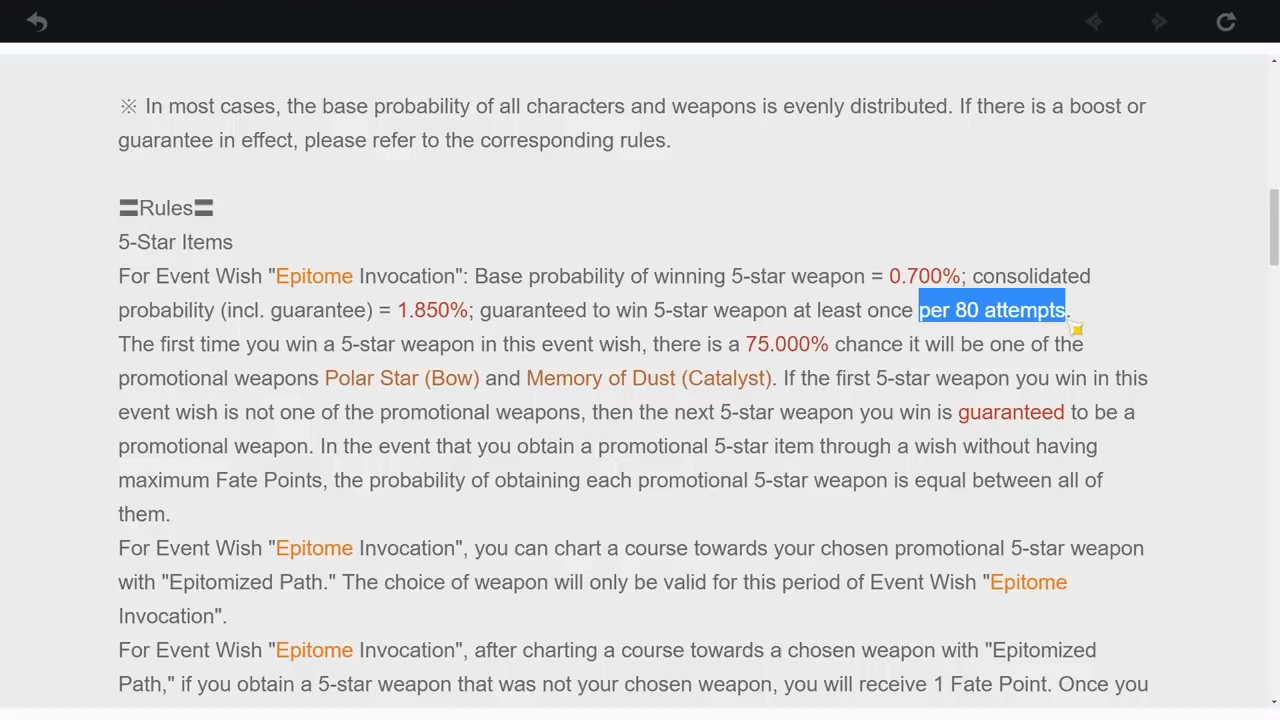 ※ In most cases, the base probability of all characters and weapons is evenly distributed. If there is a boost or
guarantee in effect, please refer to the corresponding rules.
〓Rules〓
5-Star Items
For Event Wish "Epitome Invocation": Base probability of winning 5-star weapon = 0.700%; consolidated
probability (incl. guarantee) = 1.850%; guaranteed to win 5-star weapon at least once per 80 attempts.
The first time you win a 5-star weapon in this event wish, there is a 75.000% chance it will be one of the
promotional weapons Polar Star (Bow) and Memory of Dust (Catalyst). If the first 5-star weapon you win in this
event wish is not one of the promotional weapons, then the next 5-star weapon you win is guaranteed to be a
promotional weapon. In the event that you obtain a promotional 5-star item through a wish without having
maximum Fate Points, the probability of obtaining each promotional 5-star weapon is equal between all of
them.
For Event Wish "Epitome Invocation", you can chart a course towards your chosen promotional 5-star weapon
with "Epitomized Path." The choice of weapon will only be valid for this period of Event Wish "Epitome
Invocation".
For Event Wish "Epitome Invocation", after charting a course towards a chosen weapon with "Epitomized
Path," if you obtain a 5-star weapon that was not your chosen weapon, you will receive 1 Fate Point. Once you